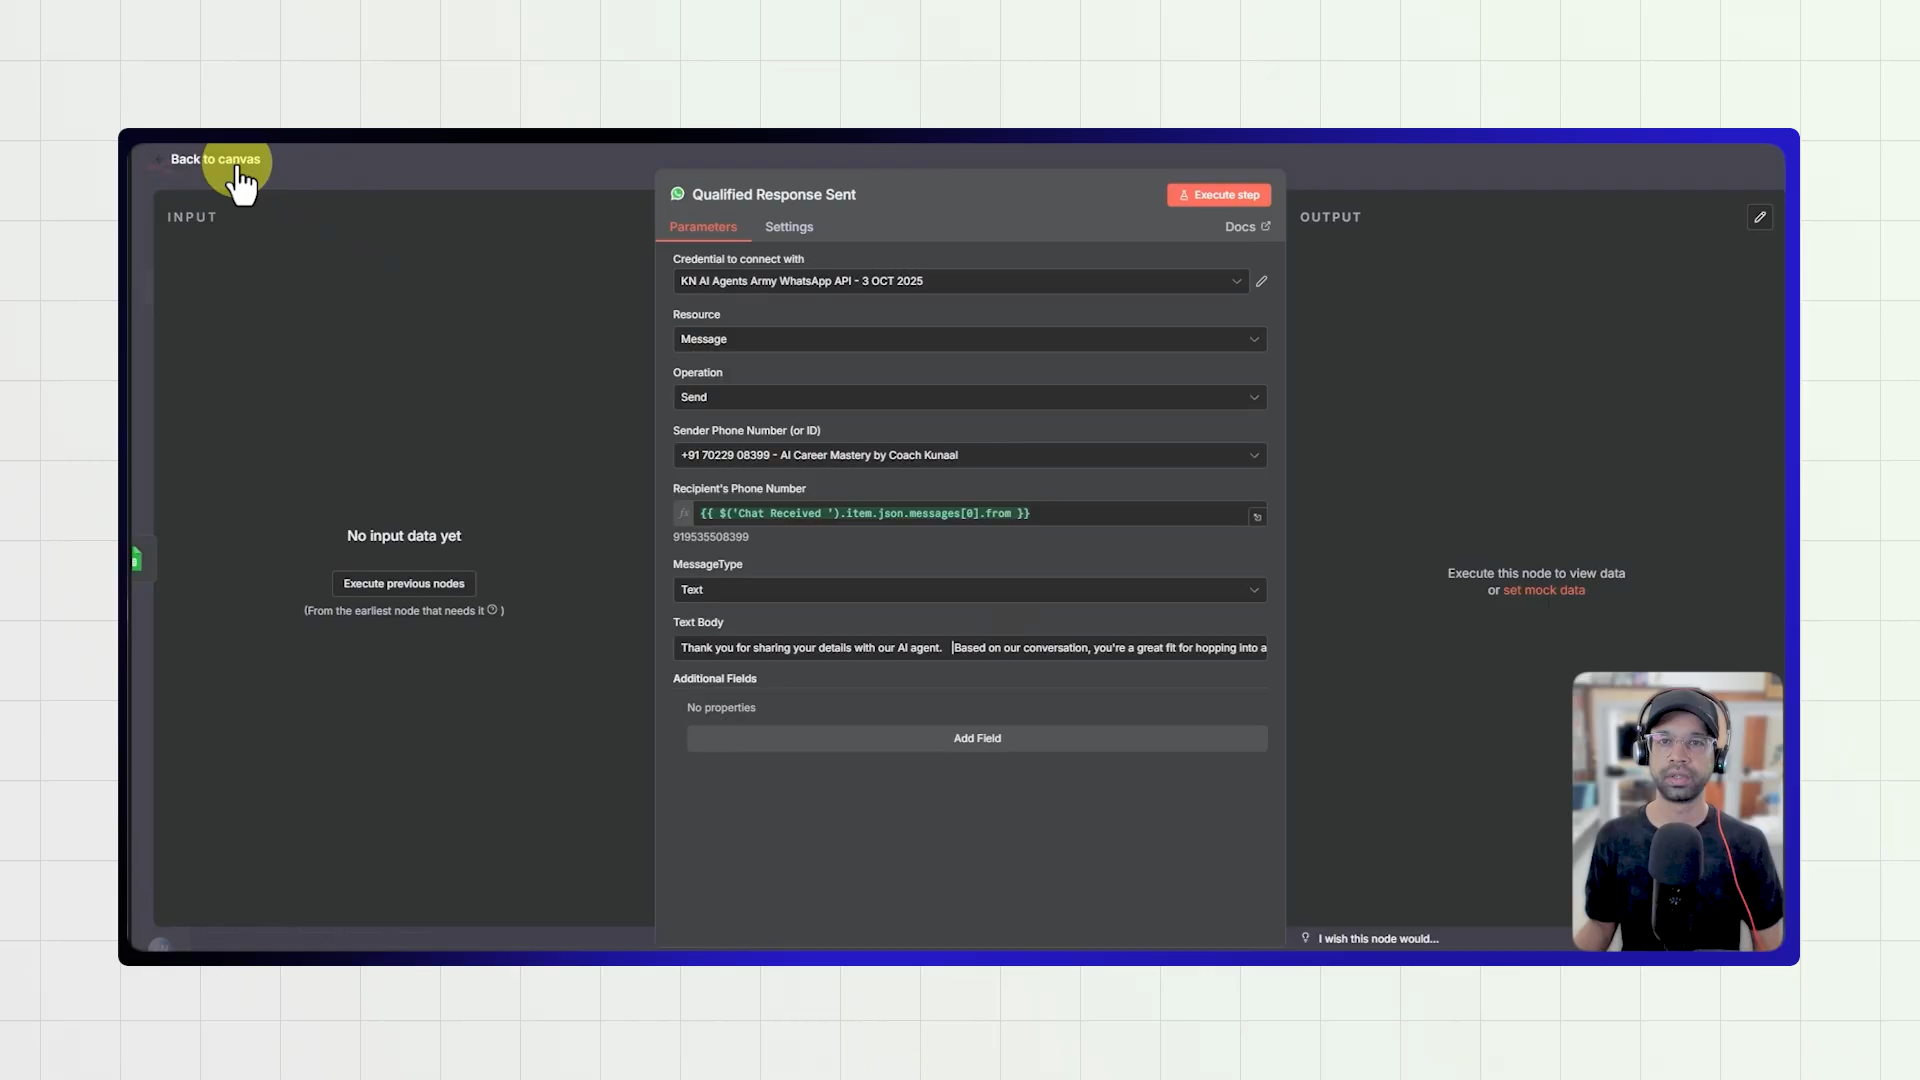 Back to canvas
INPUT
No input data yet
Execute previous nodes
(From the earliest node that needs it ? )
Qualified Response Sent
Execute step
Parameters
Settings
Docs
Credential to connect with
KN AI Agents Army WhatsApp API - 3 OCT 2025
Resource
Message
Operation
Send
Sender Phone Number (or ID)
+91 70229 08399 - AI Career Mastery by Coach Kunaal
Recipient's Phone Number
fx {{ $('Chat Received ').item.json.messages[0].from }}
919535508399
MessageType
Text
Text Body
Thank you for sharing your details with our AI agent. |Based on our conversation, you're a great fit for hopping into a
Additional Fields
No properties
Add Field
OUTPUT
Execute this node to view data
or set mock data
I wish this node would...